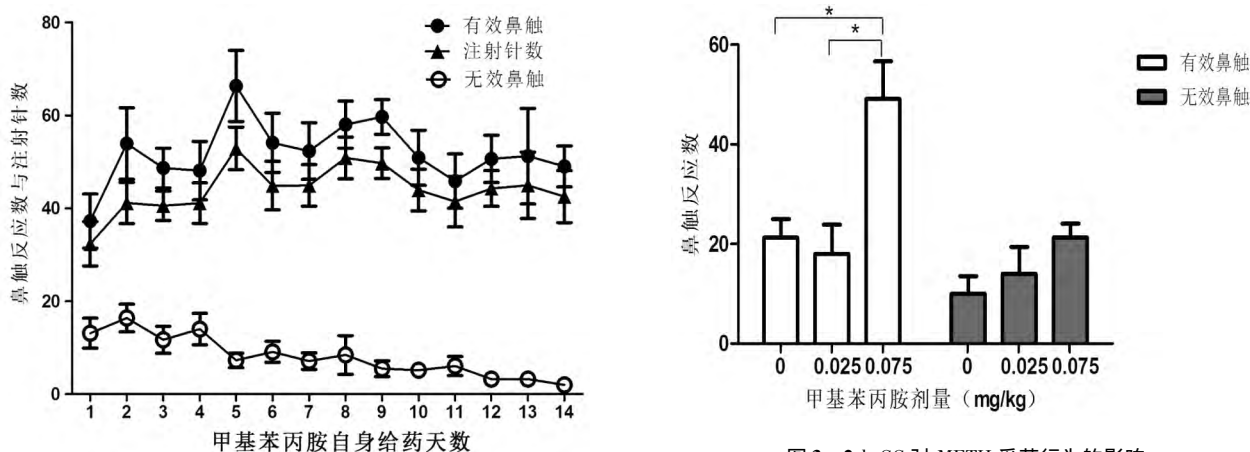 有效鼻触
注射针数
无效鼻触
鼻触反应数与注射针数
80
60
40
20
0
1 2 3 4 5 6 7 8 9 10 11 12 13 14
甲基苯丙胺自身给药天数
* *
有效鼻触
无效鼻触
鼻触反应数
60
40
20
0
0 0.025 0.075 0 0.025 0.075
甲基苯丙胺剂量（mg/kg）